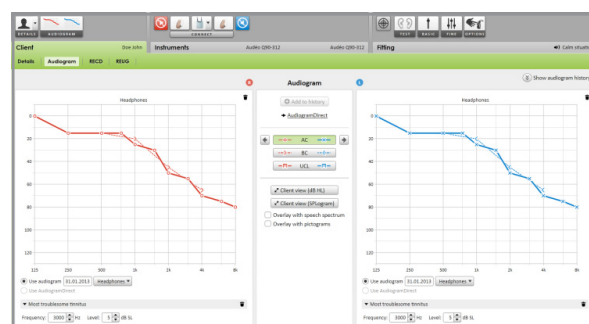 DETAILS AUDIOGRAM CONNECT TEST BASIC FINE OPTIONS
Client Doe John Instruments Audéo Q90-312 Audéo Q90-312 Fitting Calm situation
Details Audiogram RECD REUG
Audiogram Show audiogram history
Headphones
0
20
40
60
80
100
120
125 250 500 1k 2k 4k 8k
Use audiogram 31.01.2013 Headphones
Use AudiogramDirect
Most troublesome tinnitus
Frequency: 3000 Hz Level: 5 dB SL
Add to history
AudiogramDirect
AC
BC
UCL
Client view (dB HL)
Client view (SPLogram)
Overlay with speech spectrum
Overlay with pictograms
Headphones
0
20
40
60
80
100
120
125 250 500 1k 2k 4k 8k
Use audiogram 31.01.2013 Headphones
Use AudiogramDirect
Most troublesome tinnitus
Frequency: 3000 Hz Level: 5 dB SL